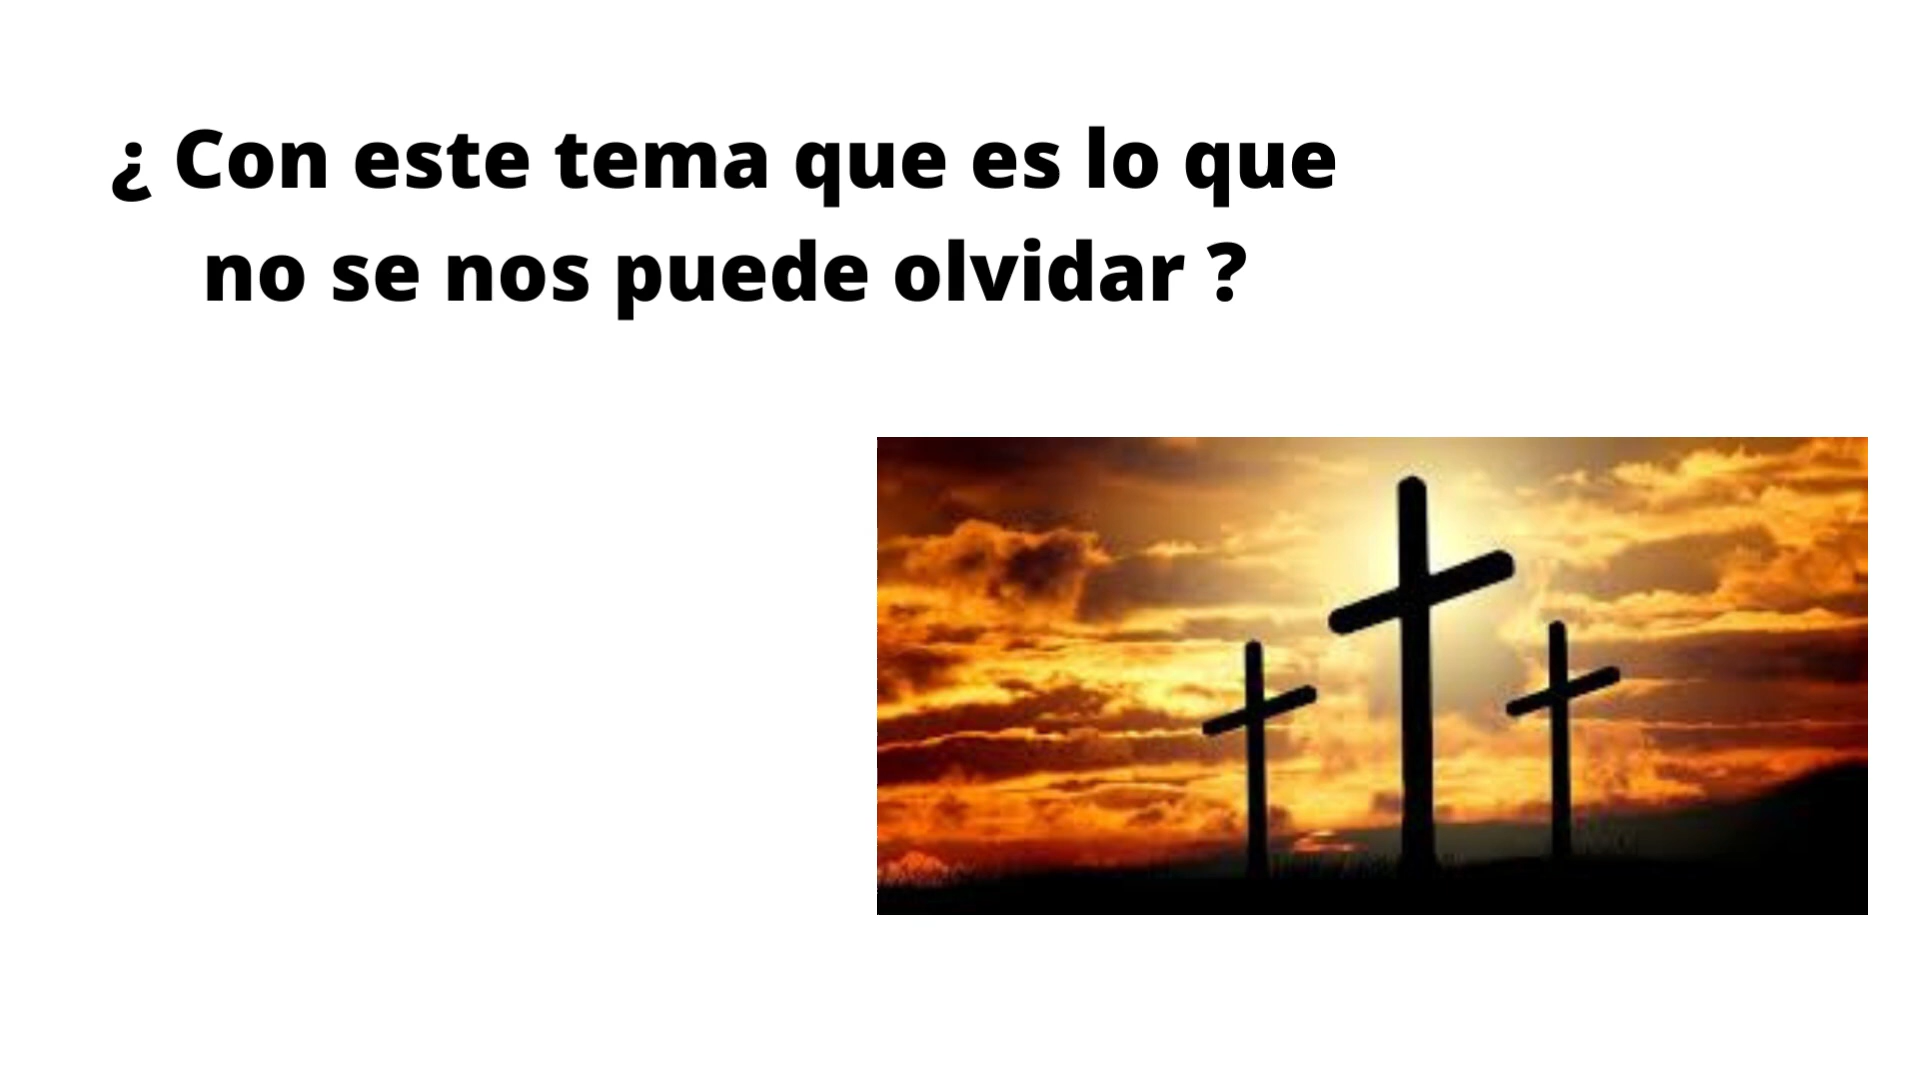 ¿ Con este tema que es lo que
no se nos puede olvidar ?